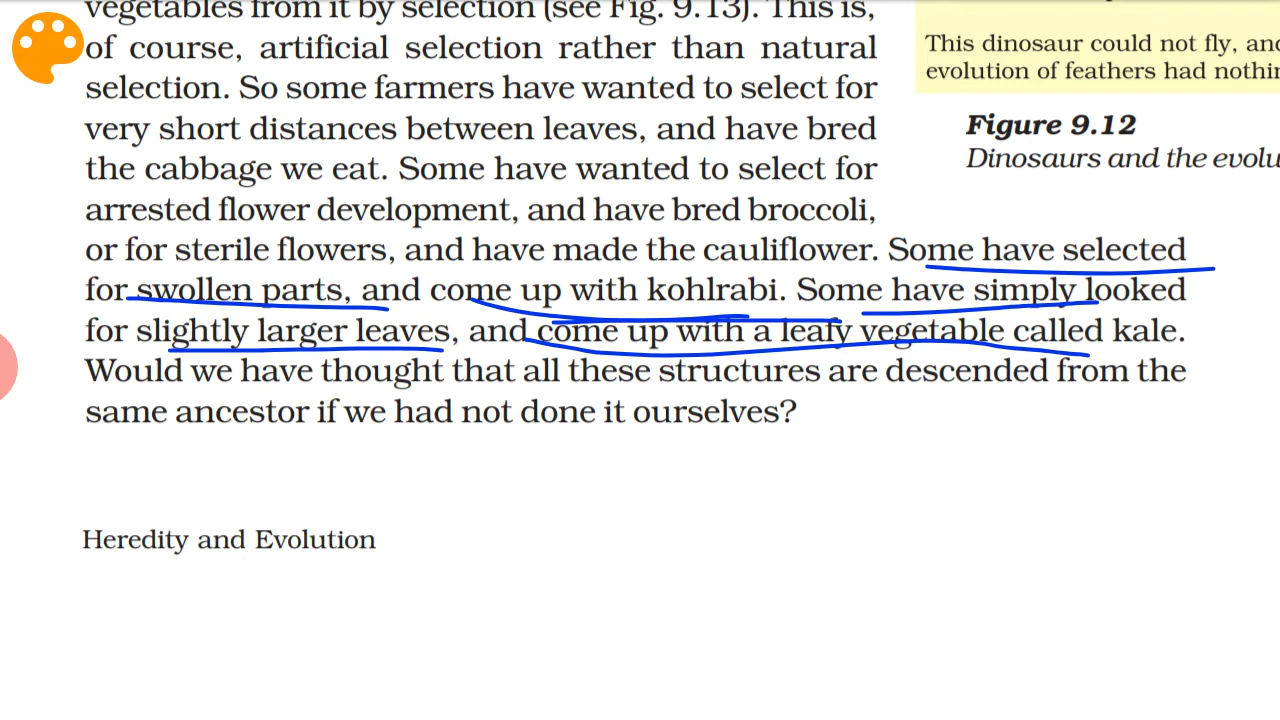 vegetables from it by selection (see Fig. 9.13). This is,
of course, artificial selection rather than natural
selection. So some farmers have wanted to select for
very short distances between leaves, and have bred
the cabbage we eat. Some have wanted to select for
arrested flower development, and have bred broccoli,
or for sterile flowers, and have made the cauliflower. Some have selected
for swollen parts, and come up with kohlrabi. Some have simply looked
for slightly larger leaves, and come up with a leafy vegetable called kale.
Would we have thought that all these structures are descended from the
same ancestor if we had not done it ourselves?
This dinosaur could not fly, and
evolution of feathers had
Figure 9.12
Dinosaurs and the
Heredity and Evolution